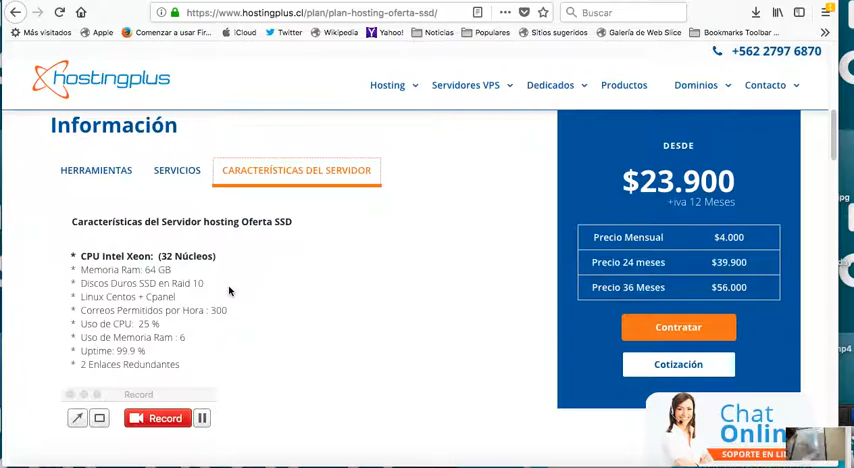 https://www.hostingplus.cl/plan/plan-hosting-oferta-ssd/
Buscar
Más visitados
Apple
Comenzar a usar Fir...
iCloud
Twitter
Wikipedia
Yahoo!
Noticias
Populares
Sitios sugeridos
Galería de Web Slice
Bookmarks Toolbar ...
+562 2797 6870
hostingplus
Hosting
Servidores VPS
Dedicados
Productos
Dominios
Contacto
Información
HERRAMIENTAS
SERVICIOS
CARACTERÍSTICAS DEL SERVIDOR
Características del Servidor hosting Oferta SSD
* CPU Intel Xeon: (32 Núcleos)
* Memoria Ram: 64 GB
* Discos Duros SSD en Raid 10
* Linux Centos + Cpanel
* Correos Permitidos por Hora : 300
* Uso de CPU: 25 %
* Uso de Memoria Ram : 6
* Uptime: 99.9 %
* 2 Enlaces Redundantes
DESDE
$23.900
+iva 12 Meses
Precio Mensual $4.000
Precio 24 meses $39.900
Precio 36 Meses $56.000
Contratar
Cotización
Record
Record
Chat
Onlin
SOPORTE EN LI
jpg
mp4